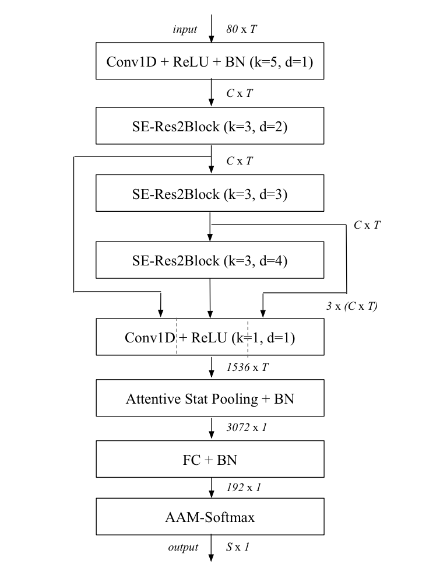 input 80 x T
Conv1D + ReLU + BN (k=5, d=1)
C x T
SE-Res2Block (k=3, d=2)
C x T
SE-Res2Block (k=3, d=3)
C x T
SE-Res2Block (k=3, d=4)
3 x (C x T)
Conv1D + ReLU (k=1, d=1)
1536 x T
Attentive Stat Pooling + BN
3072 x 1
FC + BN
192 x 1
AAM-Softmax
output S x 1